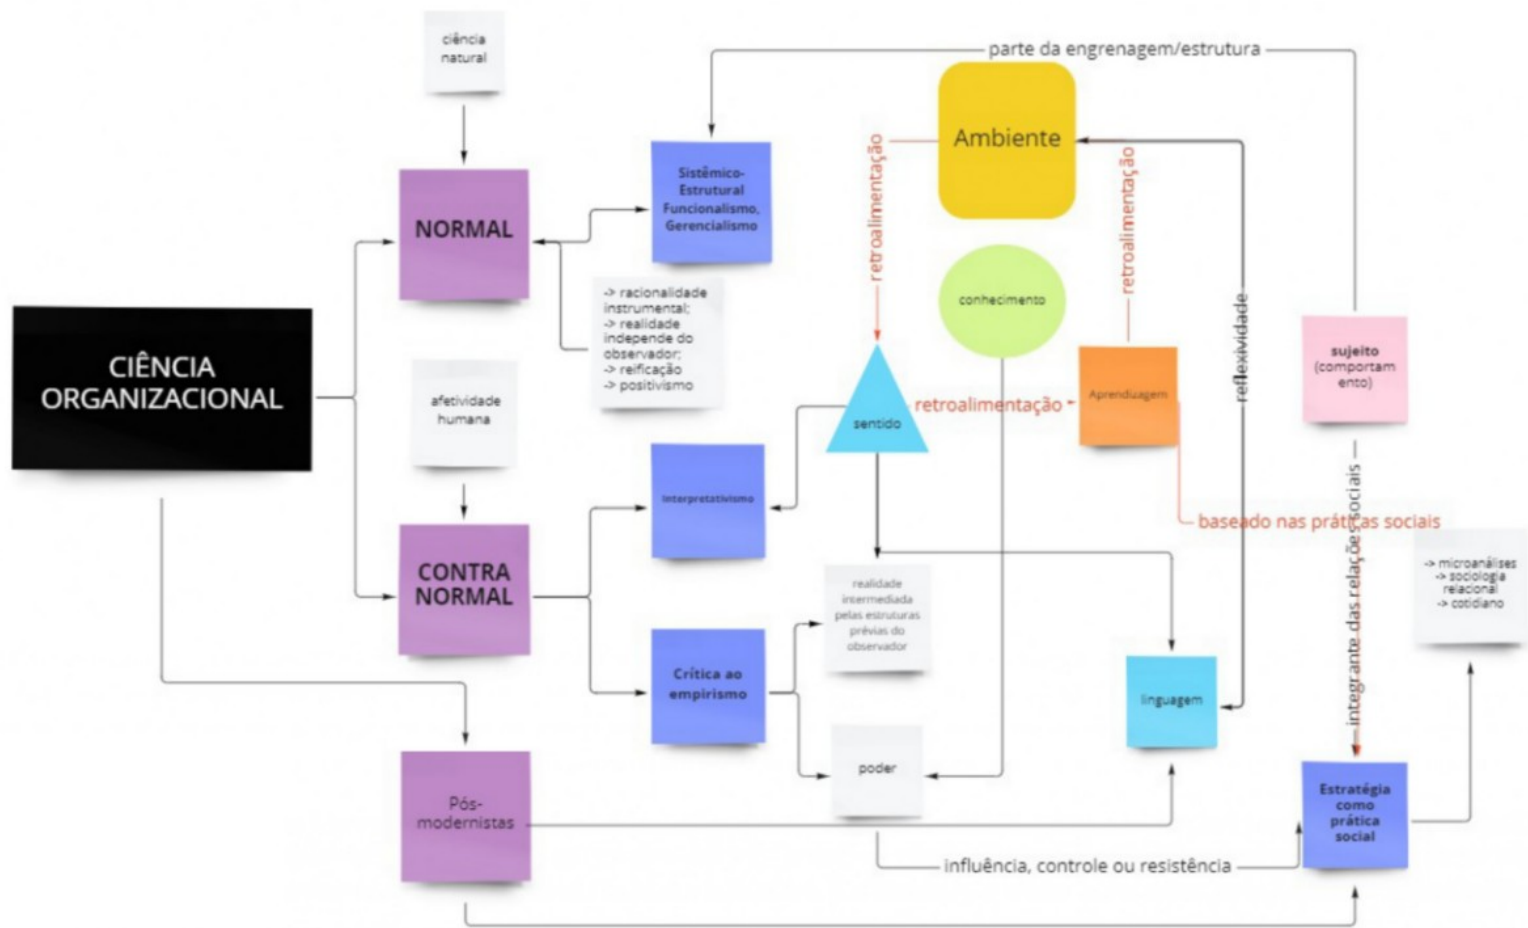 ciência
natural
parte da engrenagem/estrutura
Ambiente
NORMAL
Sistêmico-
Estrutural
Funcionalismo,
Gerencialismo
retroalimentação
retroalimentação
-> racionalidade
instrumental;
-> realidade
independe do
observador;
-> reificação
-> positivismo
conhecimento
reflexividade
sujeito
(comportam
ento)
CIÊNCIA
ORGANIZACIONAL
afetividade
humana
sentido
retroalimentação
Aprendizagem
Interpretativismo
baseado nas práticas sociais
integrante das relações sociais
-> microanálises
-> sociologia
relacional
-> cotidiano
CONTRA
NORMAL
realidade
intermediada
pelas estruturas
prévias do
observador
Crítica ao
empirismo
linguagem
poder
Pós-
modernistas
Estratégia
como
prática
social
influência, controle ou resistência